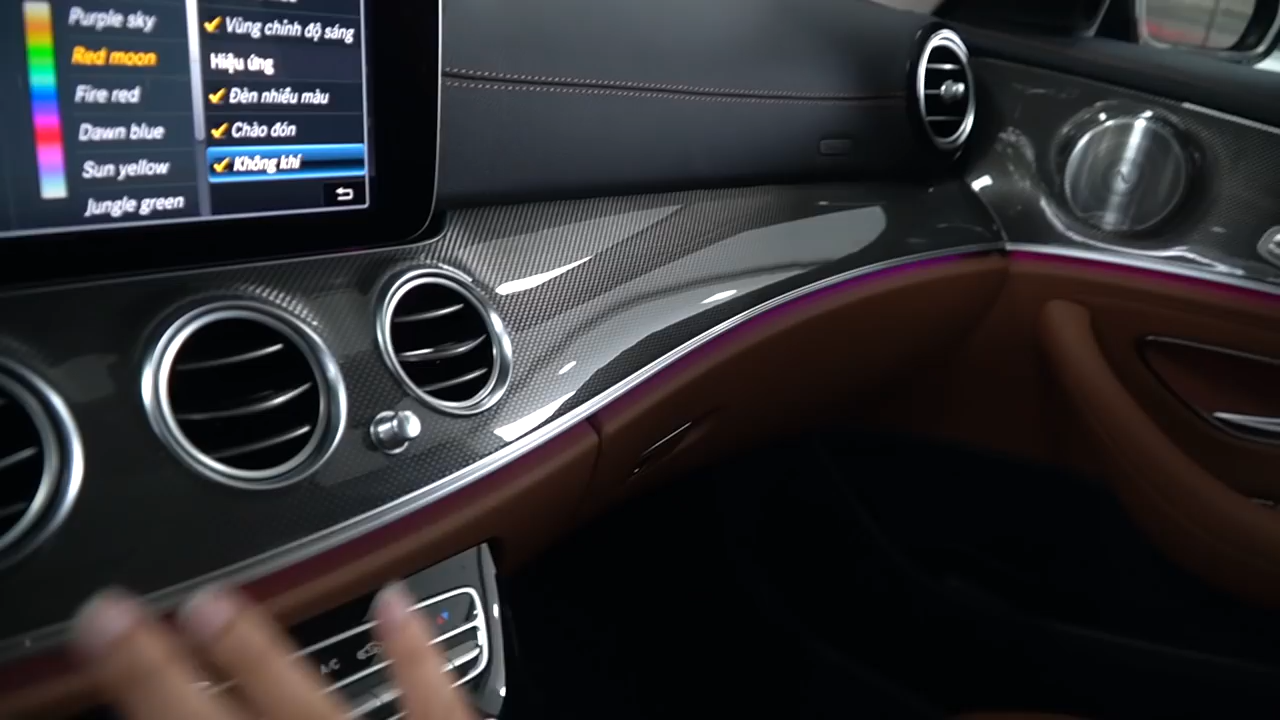 Purple sky
Red moon
Fire red
Dawn blue
Sun yellow
Jungle green
Vùng chỉnh độ sáng
Hiệu ứng
Đèn nhiều màu
Chào đón
Không khí
A/C